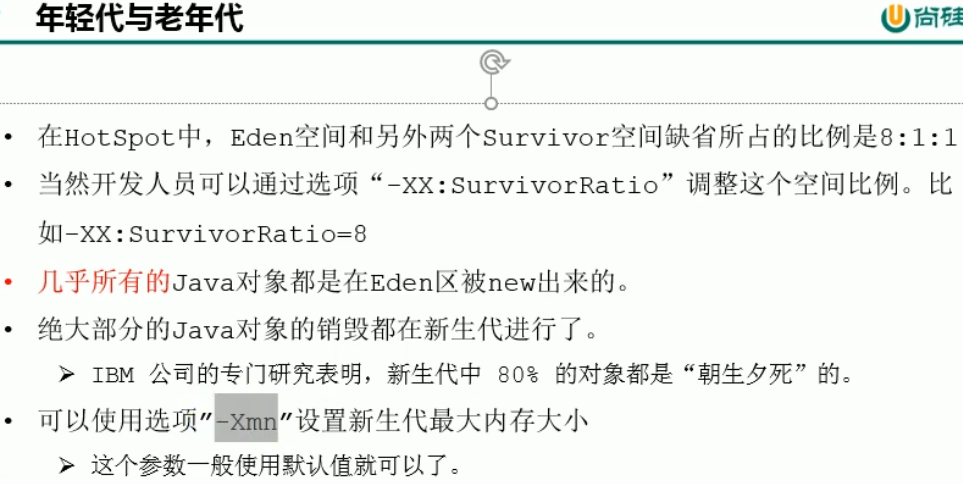 年轻代与老年代
尚硅
• 在HotSpot中，Eden空间和另外两个Survivor空间缺省所占的比例是8:1:1
• 当然开发人员可以通过选项“-XX:SurvivorRatio”调整这个空间比例。比
如-XX:SurvivorRatio=8
• 几乎所有的Java对象都是在Eden区被new出来的。
• 绝大部分的Java对象的销毁都在新生代进行了。
➢ IBM 公司的专门研究表明，新生代中 80% 的对象都是“朝生夕死”的。
• 可以使用选项"-Xmn"设置新生代最大内存大小
➢ 这个参数一般使用默认值就可以了。